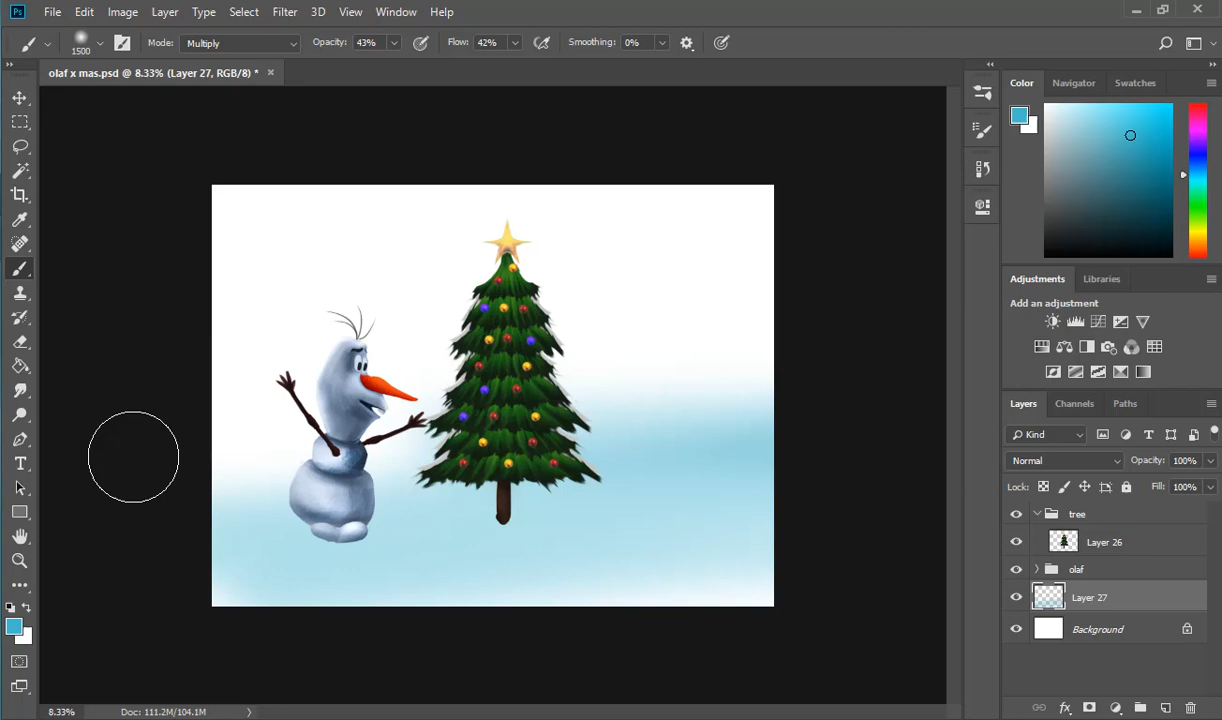 Ps File Edit Image Layer Type Select Filter 3D View Window Help
1500 Mode: Multiply Opacity: 43% Flow: 42% Smoothing: 0%
olaf x mas.psd @ 8.33% (Layer 27, RGB/8) *
Color Navigator Swatches
Adjustments Libraries
Add an adjustment
Layers Channels Paths
Kind
Normal Opacity: 100%
Lock: Fill: 100%
tree
Layer 26
olaf
Layer 27
Background
8.33% Doc: 111.2M/104.1M